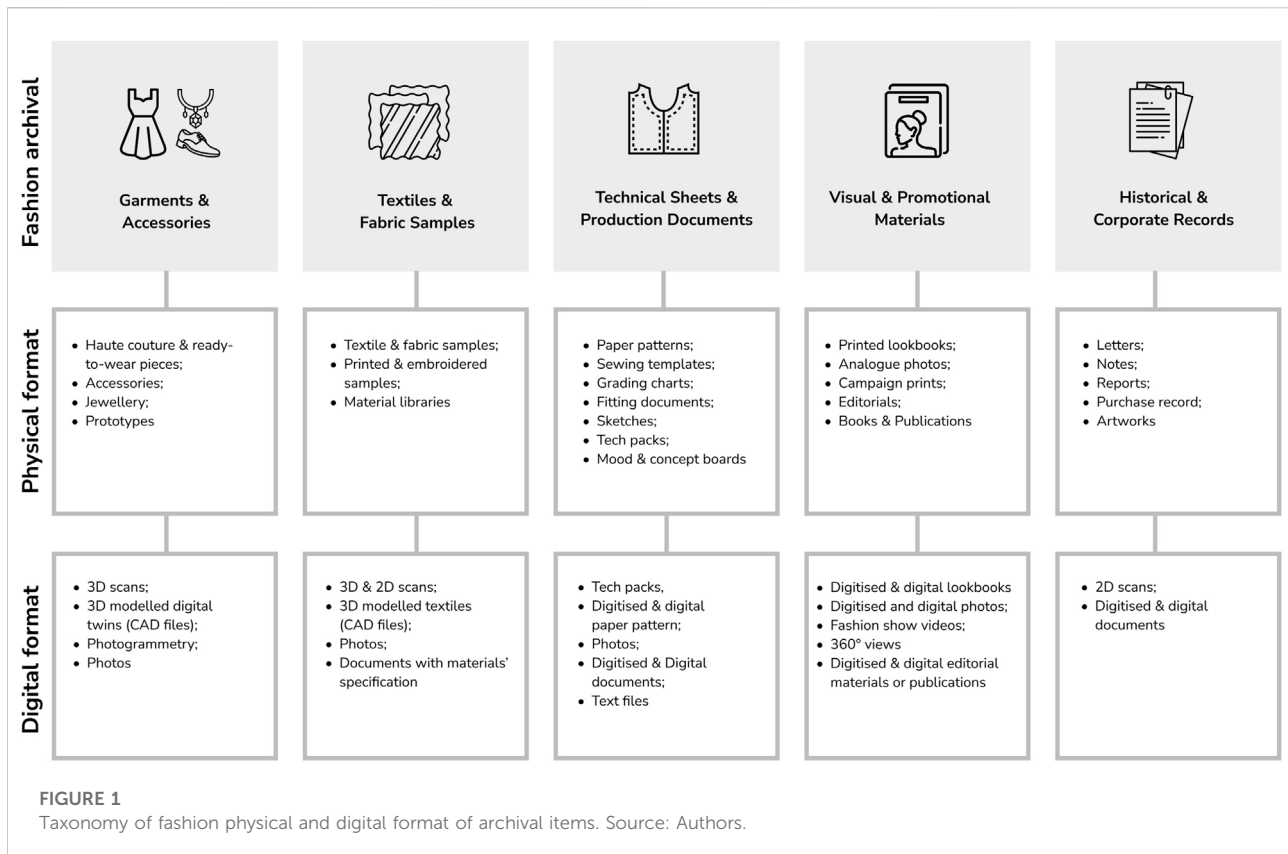 Fashion archival
Garments &
Accessories
Textiles &
Fabric Samples
Technical Sheets &
Production Documents
Visual & Promotional
Materials
Historical &
Corporate Records
Physical format
• Haute couture & ready-
to-wear pieces;
• Accessories;
• Jewellery;
• Prototypes
• Textile & fabric samples;
• Printed & embroidered
samples;
• Material libraries
• Paper patterns;
• Sewing templates;
• Grading charts;
• Fitting documents;
• Sketches;
• Tech packs;
• Mood & concept boards
• Printed lookbooks;
• Analogue photos;
• Campaign prints;
• Editorials;
• Books & Publications
• Letters;
• Notes;
• Reports;
• Purchase record;
• Artworks
Digital format
• 3D scans;
• 3D modelled digital
twins (CAD files);
• Photogrammetry;
• Photos
• 3D & 2D scans;
• 3D modelled textiles
(CAD files);
• Photos;
• Documents with materials’
specification
• Tech packs,
• Digitised & digital
paper pattern;
• Photos;
• Digitised & Digital
documents;
• Text files
• Digitised & digital lookbooks
• Digitised and digital photos;
• Fashion show videos;
• 360° views
• Digitised & digital editorial
materials or publications
• 2D scans;
• Digitised & digital
documents
FIGURE 1
Taxonomy of fashion physical and digital format of archival items. Source: Authors.